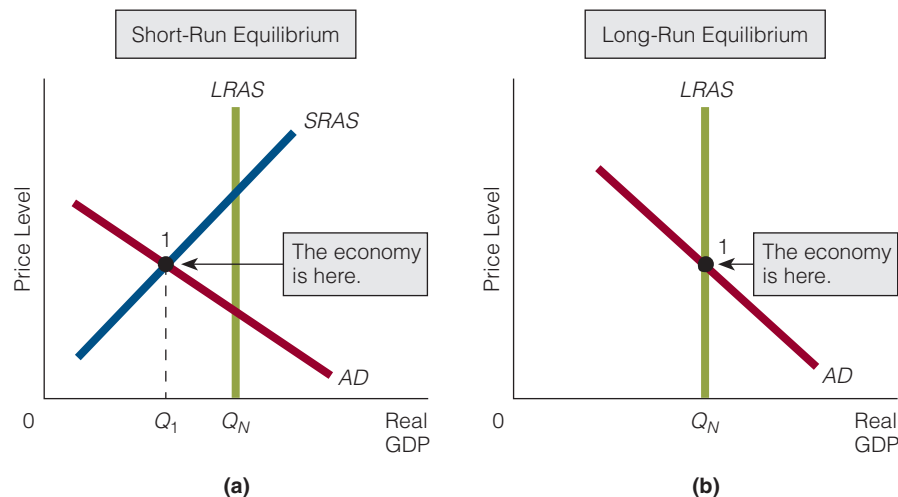 Short-Run Equilibrium
LRAS
SRAS
Price Level
1
The economy
is here.
AD
0
Q1
QN
Real
GDP
(a)
Long-Run Equilibrium
LRAS
Price Level
1
The economy
is here.
AD
0
QN
Real
GDP
(b)